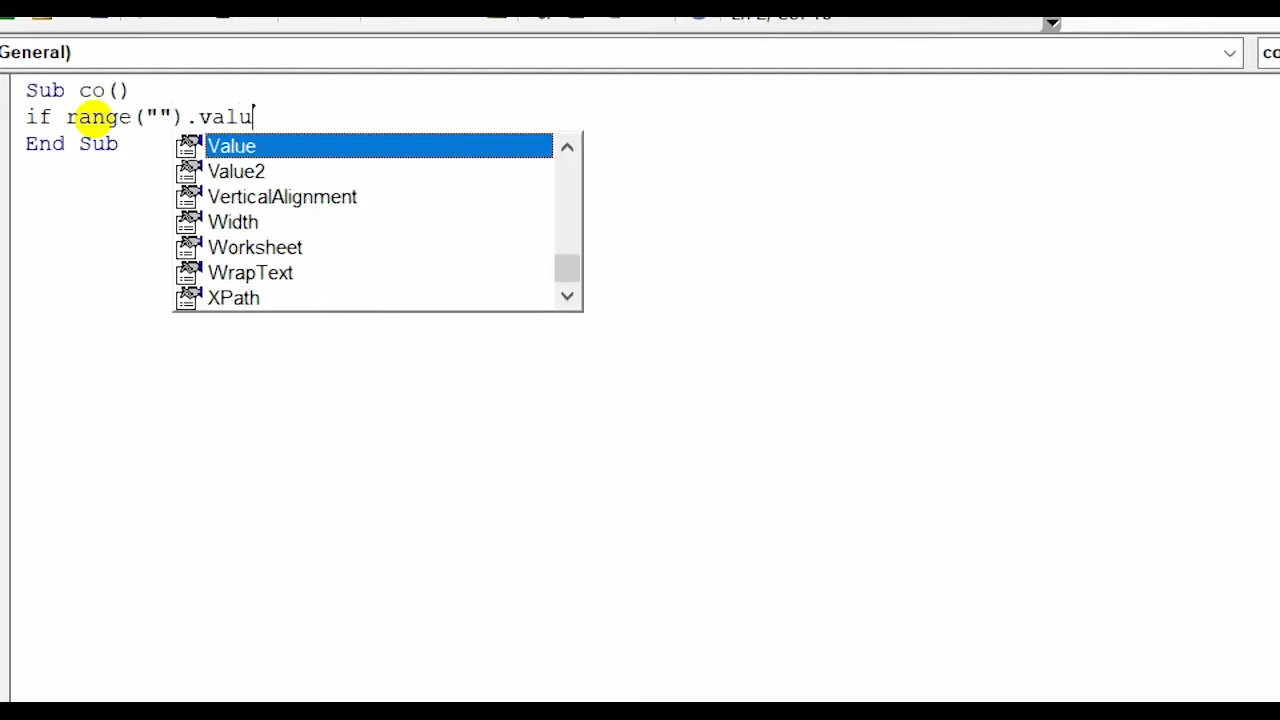 General)
co
Sub co()
if range("").valu
End Sub
Value
Value2
VerticalAlignment
Width
Worksheet
WrapText
XPath